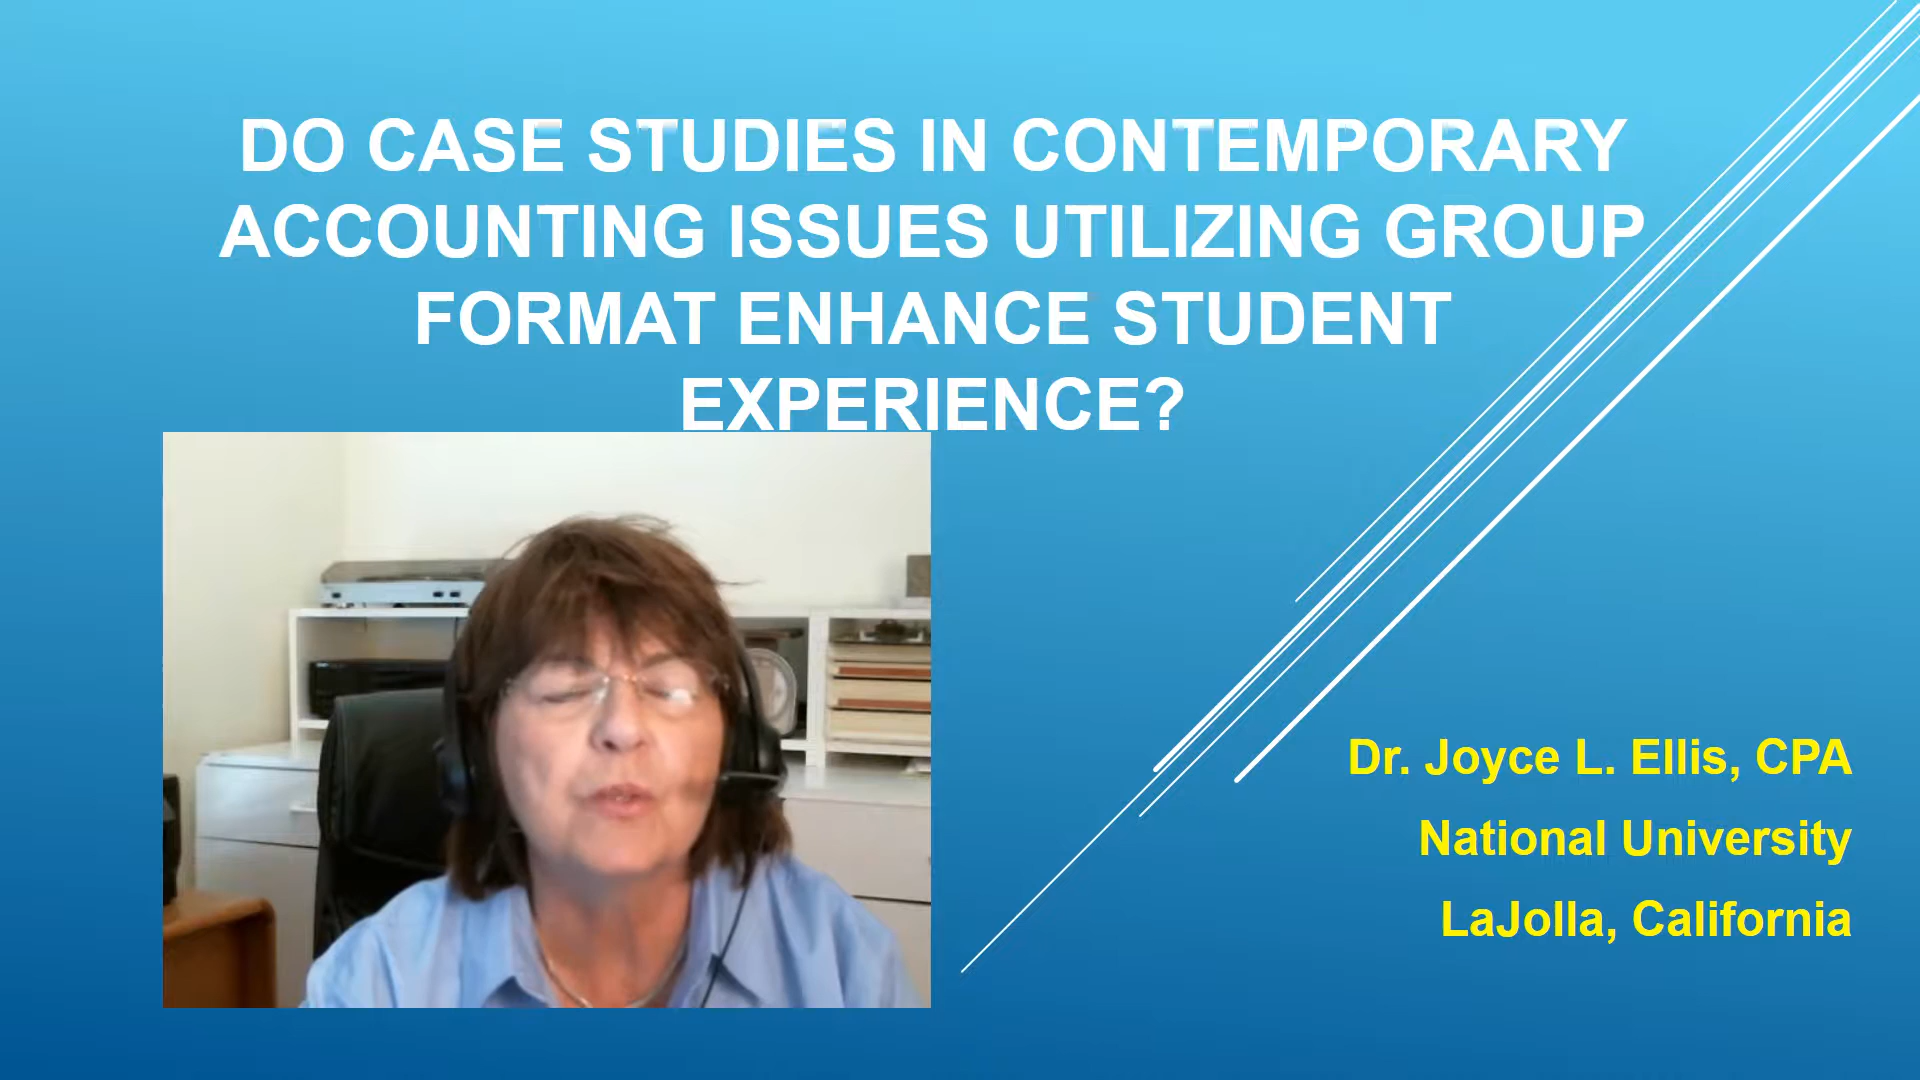 DO CASE STUDIES IN CONTEMPORARY
ACCOUNTING ISSUES UTILIZING GROUP
FORMAT ENHANCE STUDENT
EXPERIENCE?
Dr. Joyce L. Ellis, CPA
National University
LaJolla, California